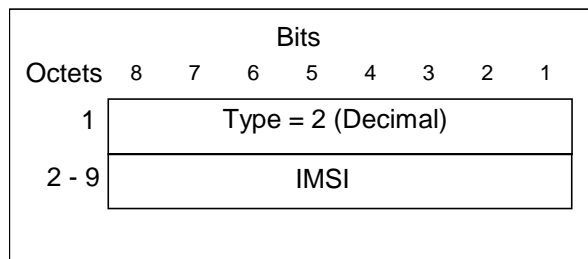 Bits
Octets 8 7 6 5 4 3 2 1
1 Type = 2 (Decimal)
2 - 9 IMSI